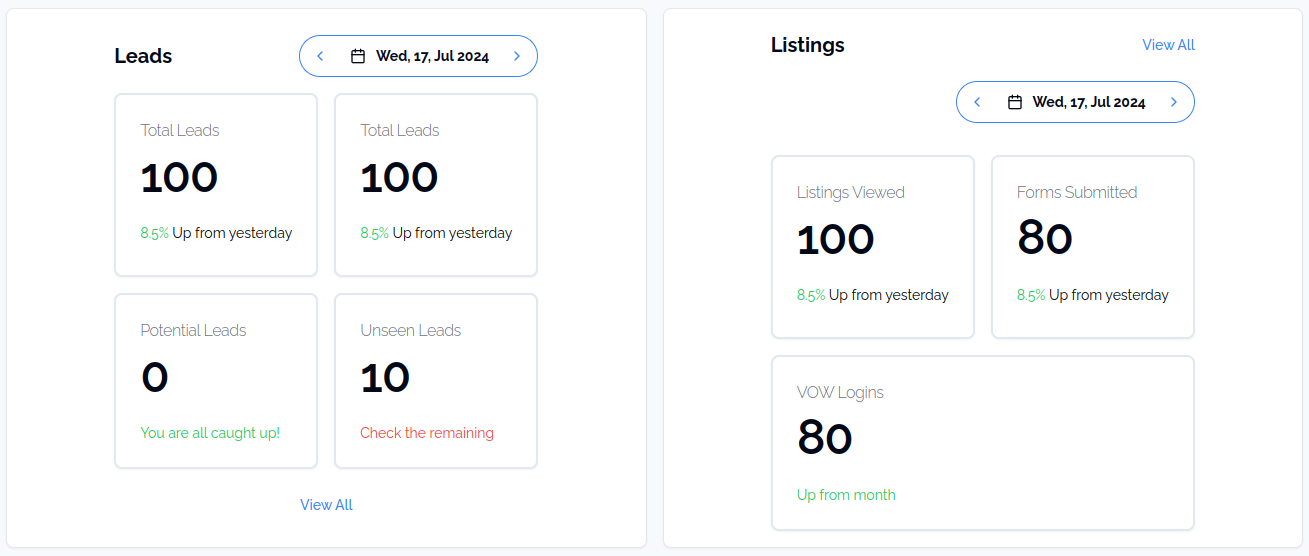 Leads
Wed, 17, Jul 2024
Total Leads
100
8.5% Up from yesterday
Total Leads
100
8.5% Up from yesterday
Potential Leads
0
You are all caught up!
Unseen Leads
10
Check the remaining
View All
Listings
View All
Wed, 17, Jul 2024
Listings Viewed
100
8.5% Up from yesterday
Forms Submitted
80
8.5% Up from yesterday
VOW Logins
80
Up from month